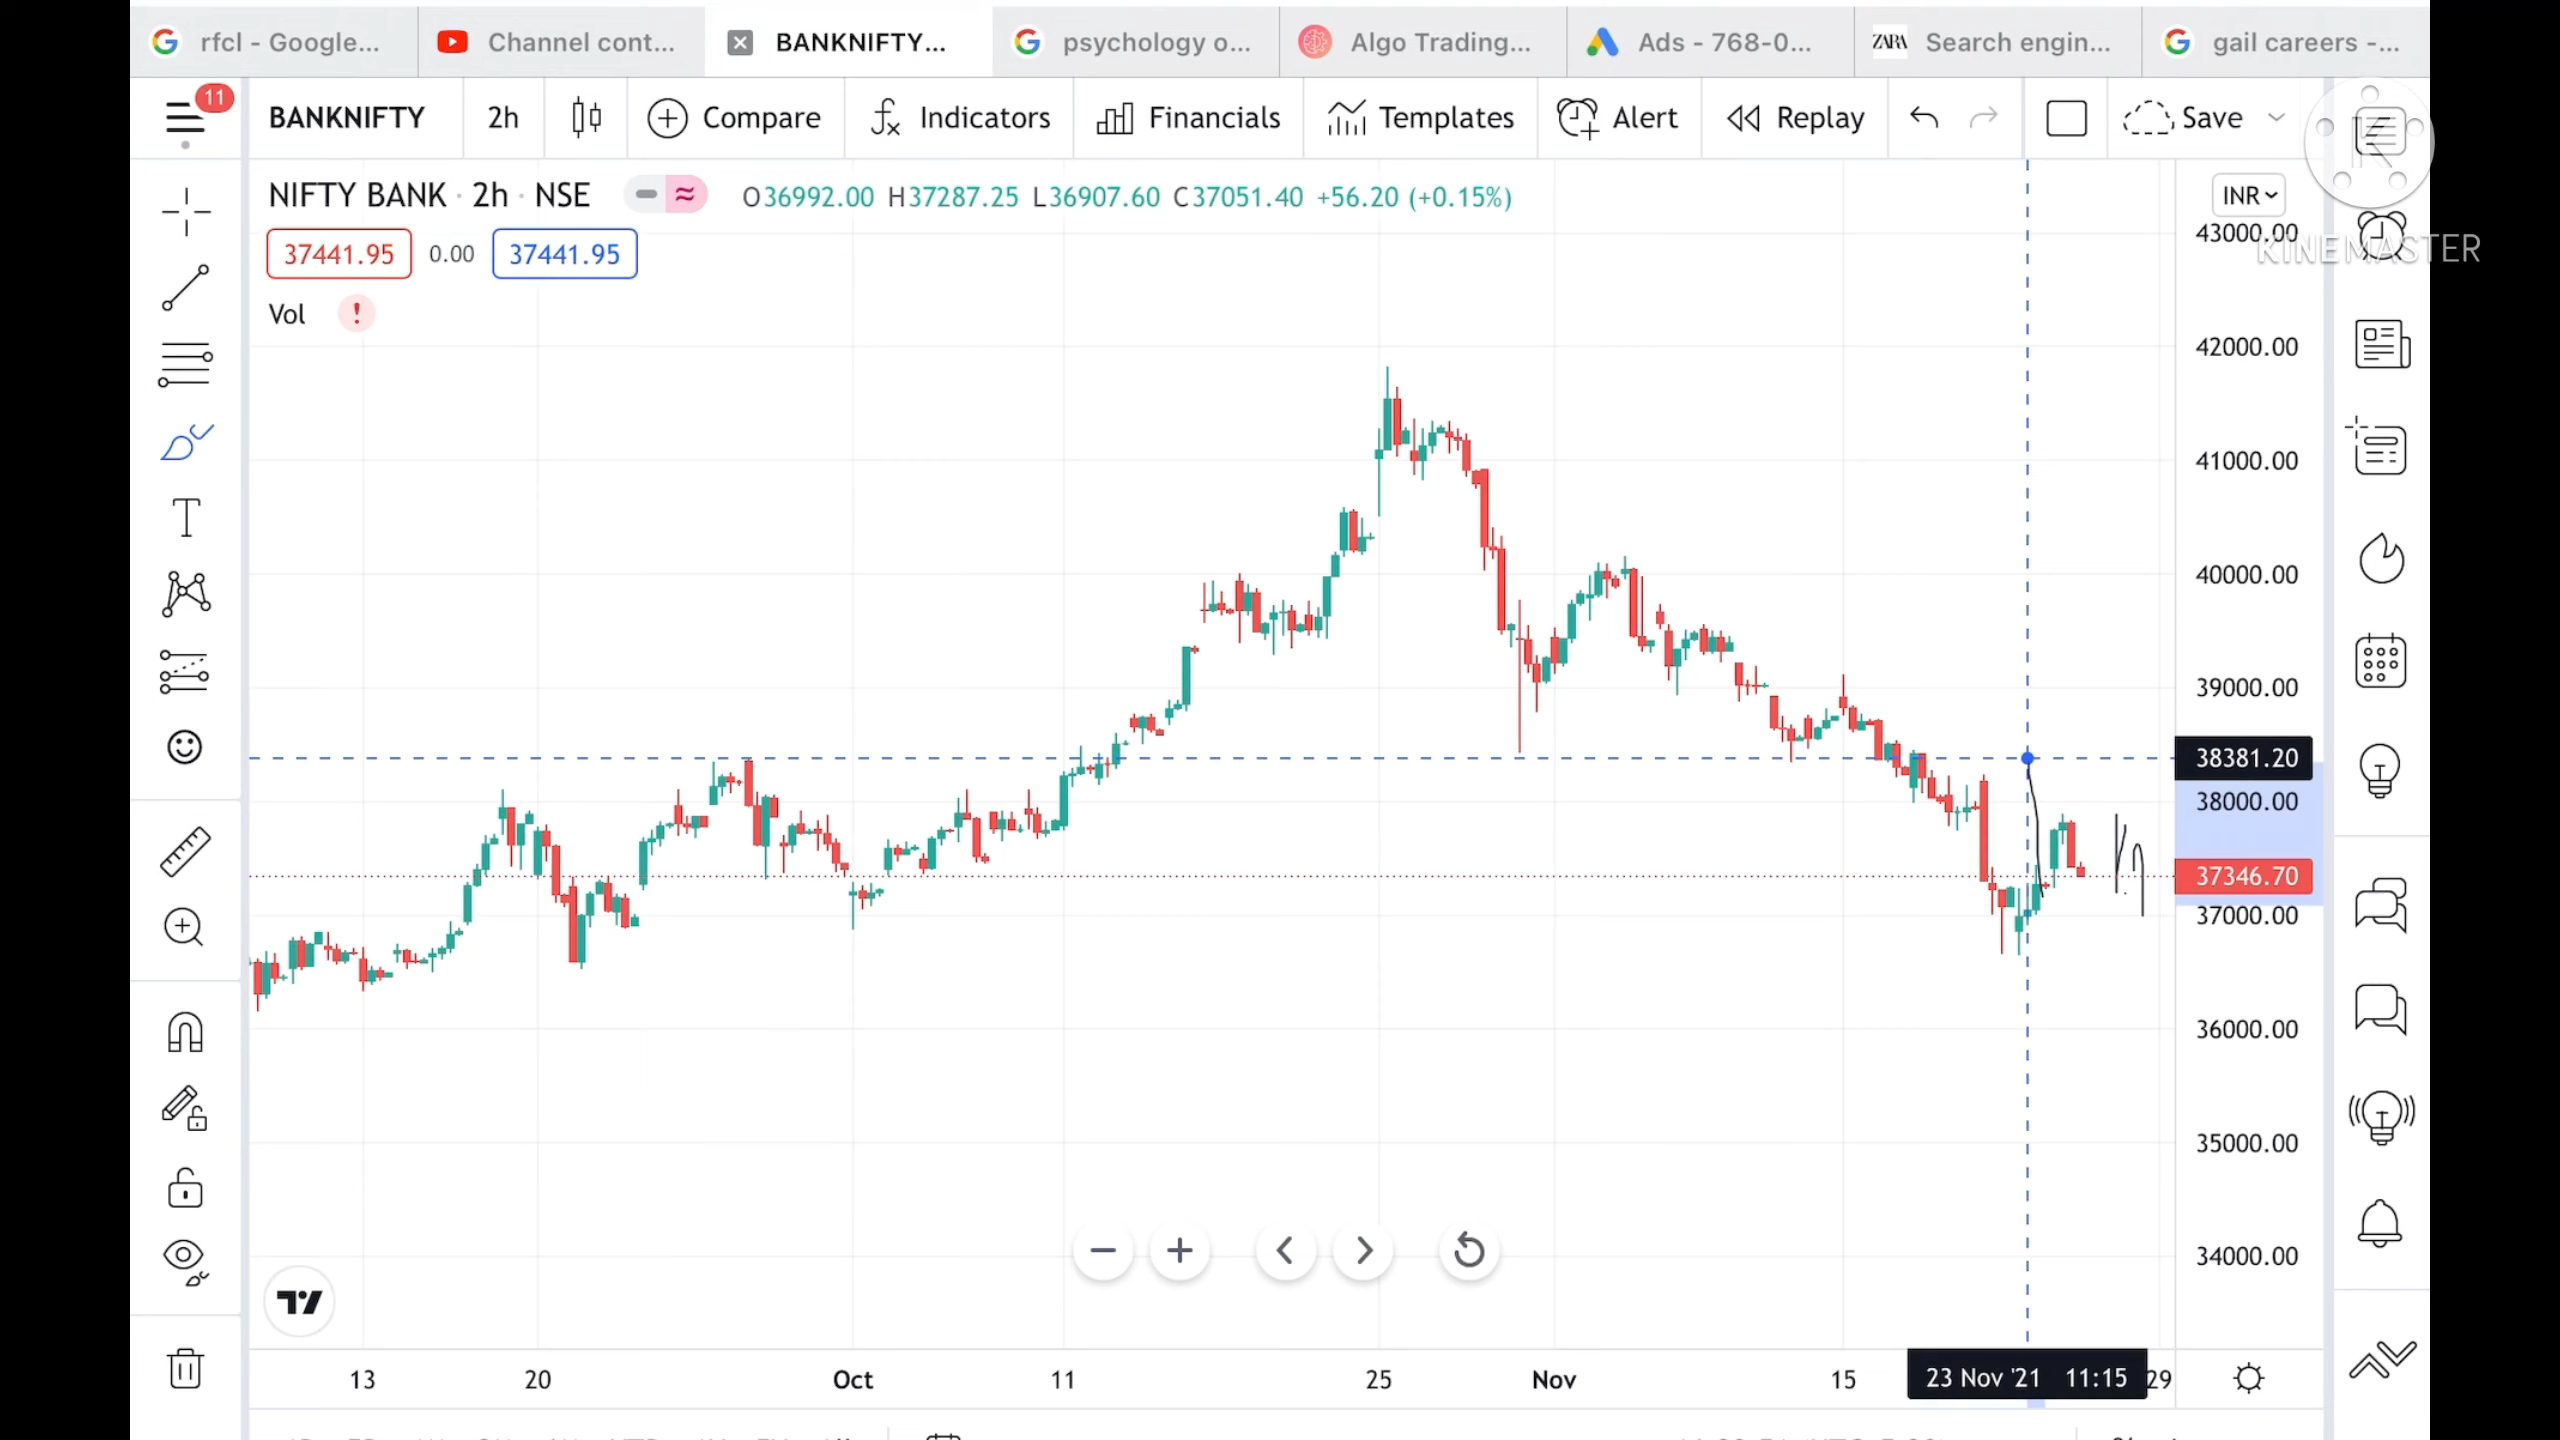 rfcl - Google... Channel cont... BANKNIFTY... psychology o... Algo Trading... Ads - 768-0... ZARA Search engin... gail careers -...
11 BANKNIFTY 2h Compare Indicators Financials Templates Alert Replay Save
NIFTY BANK · 2h · NSE O36992.00 H37287.25 L36907.60 C37051.40 +56.20 (+0.15%) INR
37441.95 0.00 37441.95
Vol !
KINEMASTER
43000.00
42000.00
41000.00
40000.00
39000.00
38381.20
38000.00
37346.70
37000.00
36000.00
35000.00
34000.00
13 20 Oct 11 25 Nov 15 23 Nov '21 11:15 29